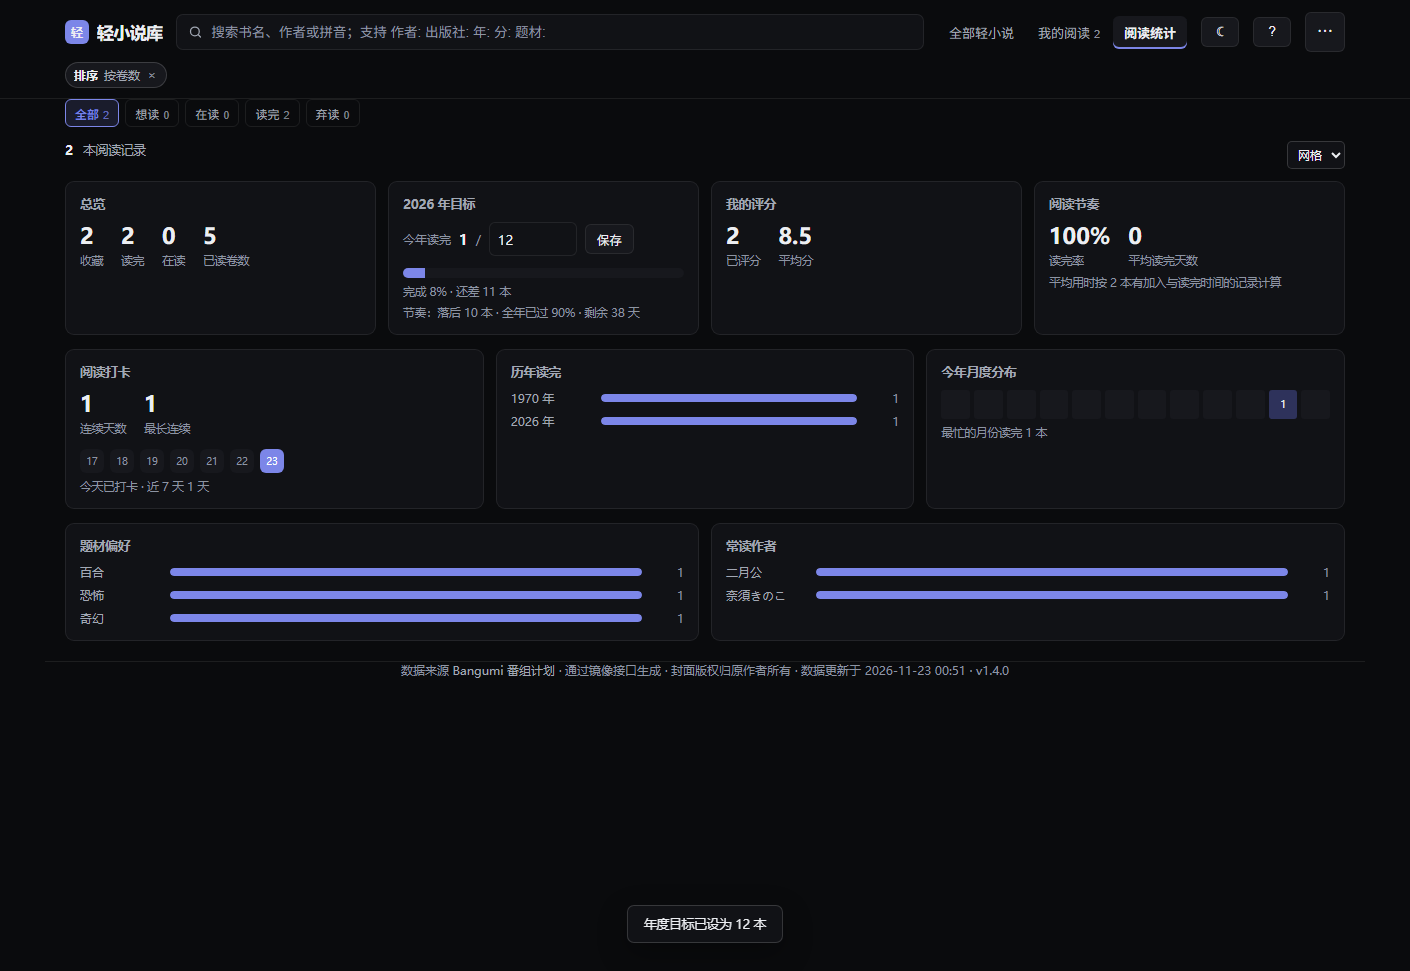 轻 轻小说库 搜索书名、作者或拼音；支持 作者: 出版社: 年: 分: 题材: 全部轻小说 我的阅读 2 阅读统计 ☾ ? ···
排序 按卷数 ×
全部 2 想读 0 在读 0 读完 2 弃读 0
2 本阅读记录 网格
总览
2 2 0 5
收藏 读完 在读 已读卷数
2026 年目标
今年读完 1 / 12 保存
完成 8% · 还差 11 本
节奏：落后 10 本 · 全年已过 90% · 剩余 38 天
我的评分
2 8.5
已评分 平均分
阅读节奏
100% 0
读完率 平均读完天数
平均用时按 2 本有加入与读完时间的记录计算
阅读打卡
1 1
连续天数 最长连续
17 18 19 20 21 22 23
今天已打卡 · 近 7 天 1 天
历年读完
1970 年 1
2026 年 1
今年月度分布
1
最忙的月份读完 1 本
题材偏好
百合 1
恐怖 1
奇幻 1
常读作者
二月公 1
奈須きのこ 1
数据来源 Bangumi 番组计划 · 通过镜像接口生成 · 封面版权归原作者所有 · 数据更新于 2026-11-23 00:51 · v1.4.0
年度目标已设为 12 本